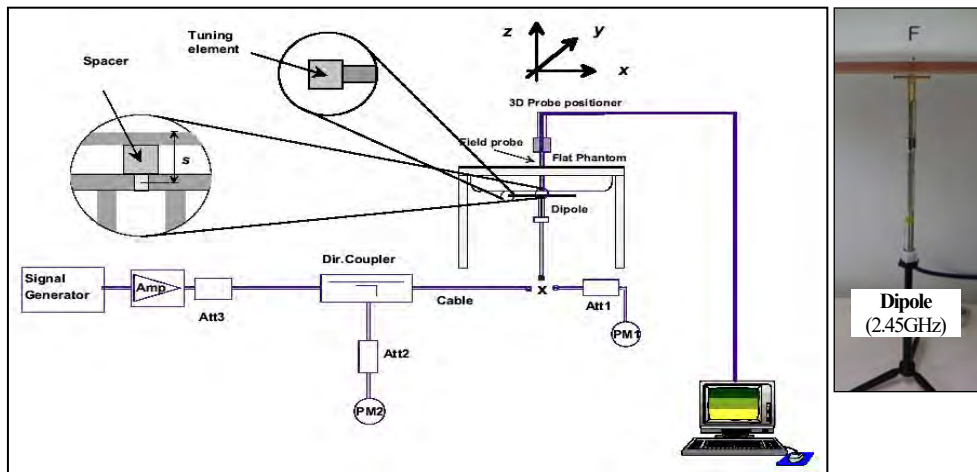 Tuning
element
Spacer
s
z
y
x
3D Probe positioner
Field probe
Flat Phantom
Dipole
Signal
Generator
Amp
Att3
Dir.Coupler
Cable
x
Att1
PM1
Att2
PM2
F
Dipole
(2.45GHz)